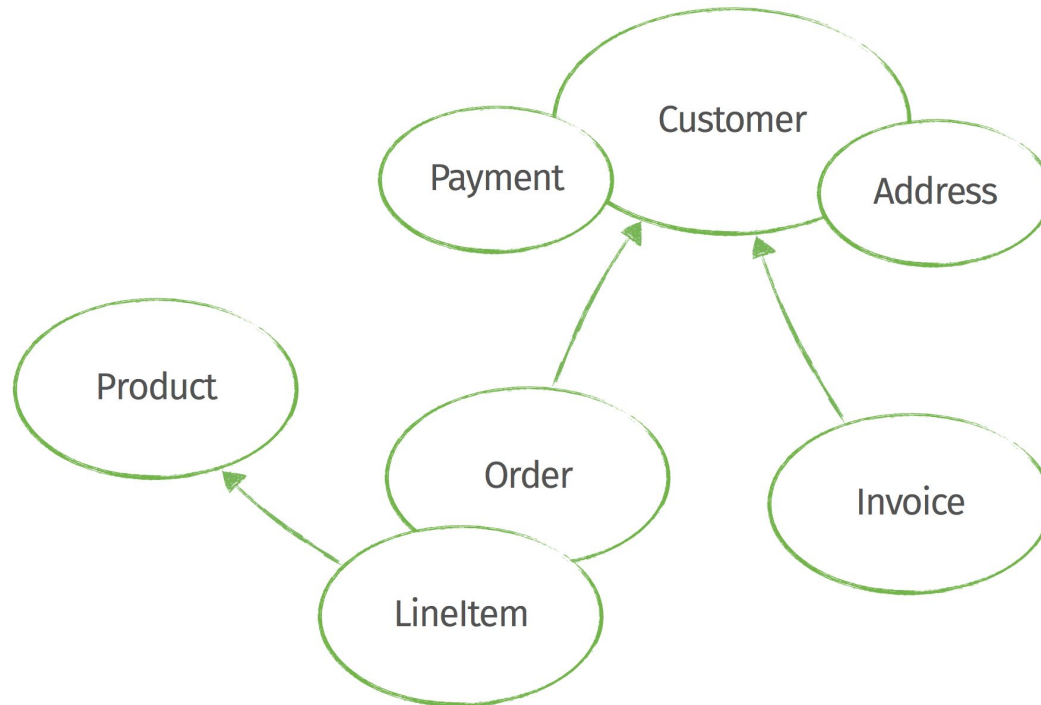 Customer
Payment
Address
Product
Order
Invoice
LineItem